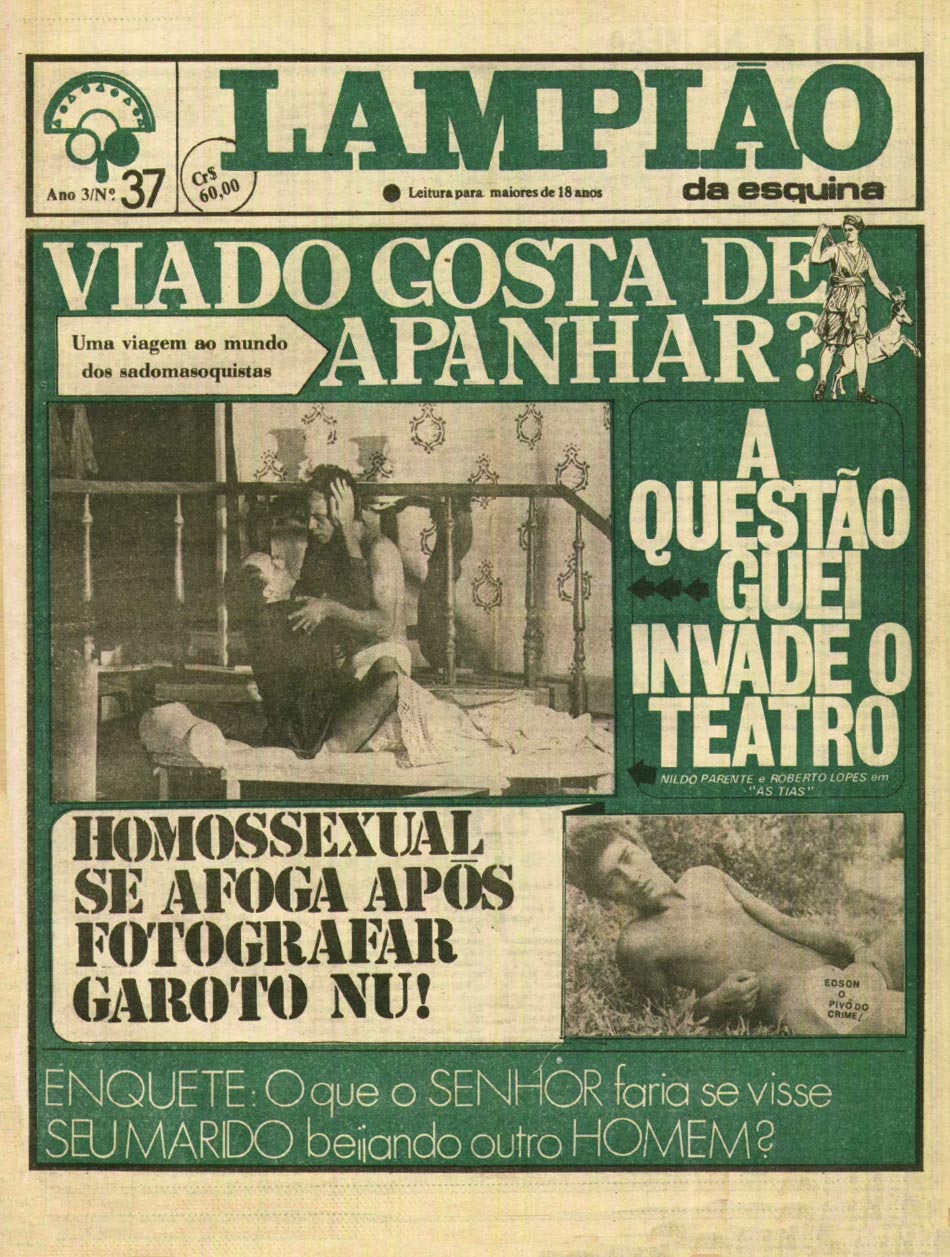 LAMPIÃO
da esquina
Ano 3/Nº. 37
Cr$
60,00
Leitura para maiores de 18 anos
VIADO GOSTA DE
APANHAR?
Uma viagem ao mundo
dos sadomasoquistas
A
QUESTÃO
GUEI
INVADE O
TEATRO
NILDO PARENTE e ROBERTO LOPES em
"AS TIAS".
HOMOSSEXUAL
SE AFOGA APÓS
FOTOGRAFAR
GAROTO NU!
EDSON
O
PIVÔ DO
CRIME!
ENQUETE: O que o SENHOR faria se visse
SEU MARIDO beijando outro HOMEM?